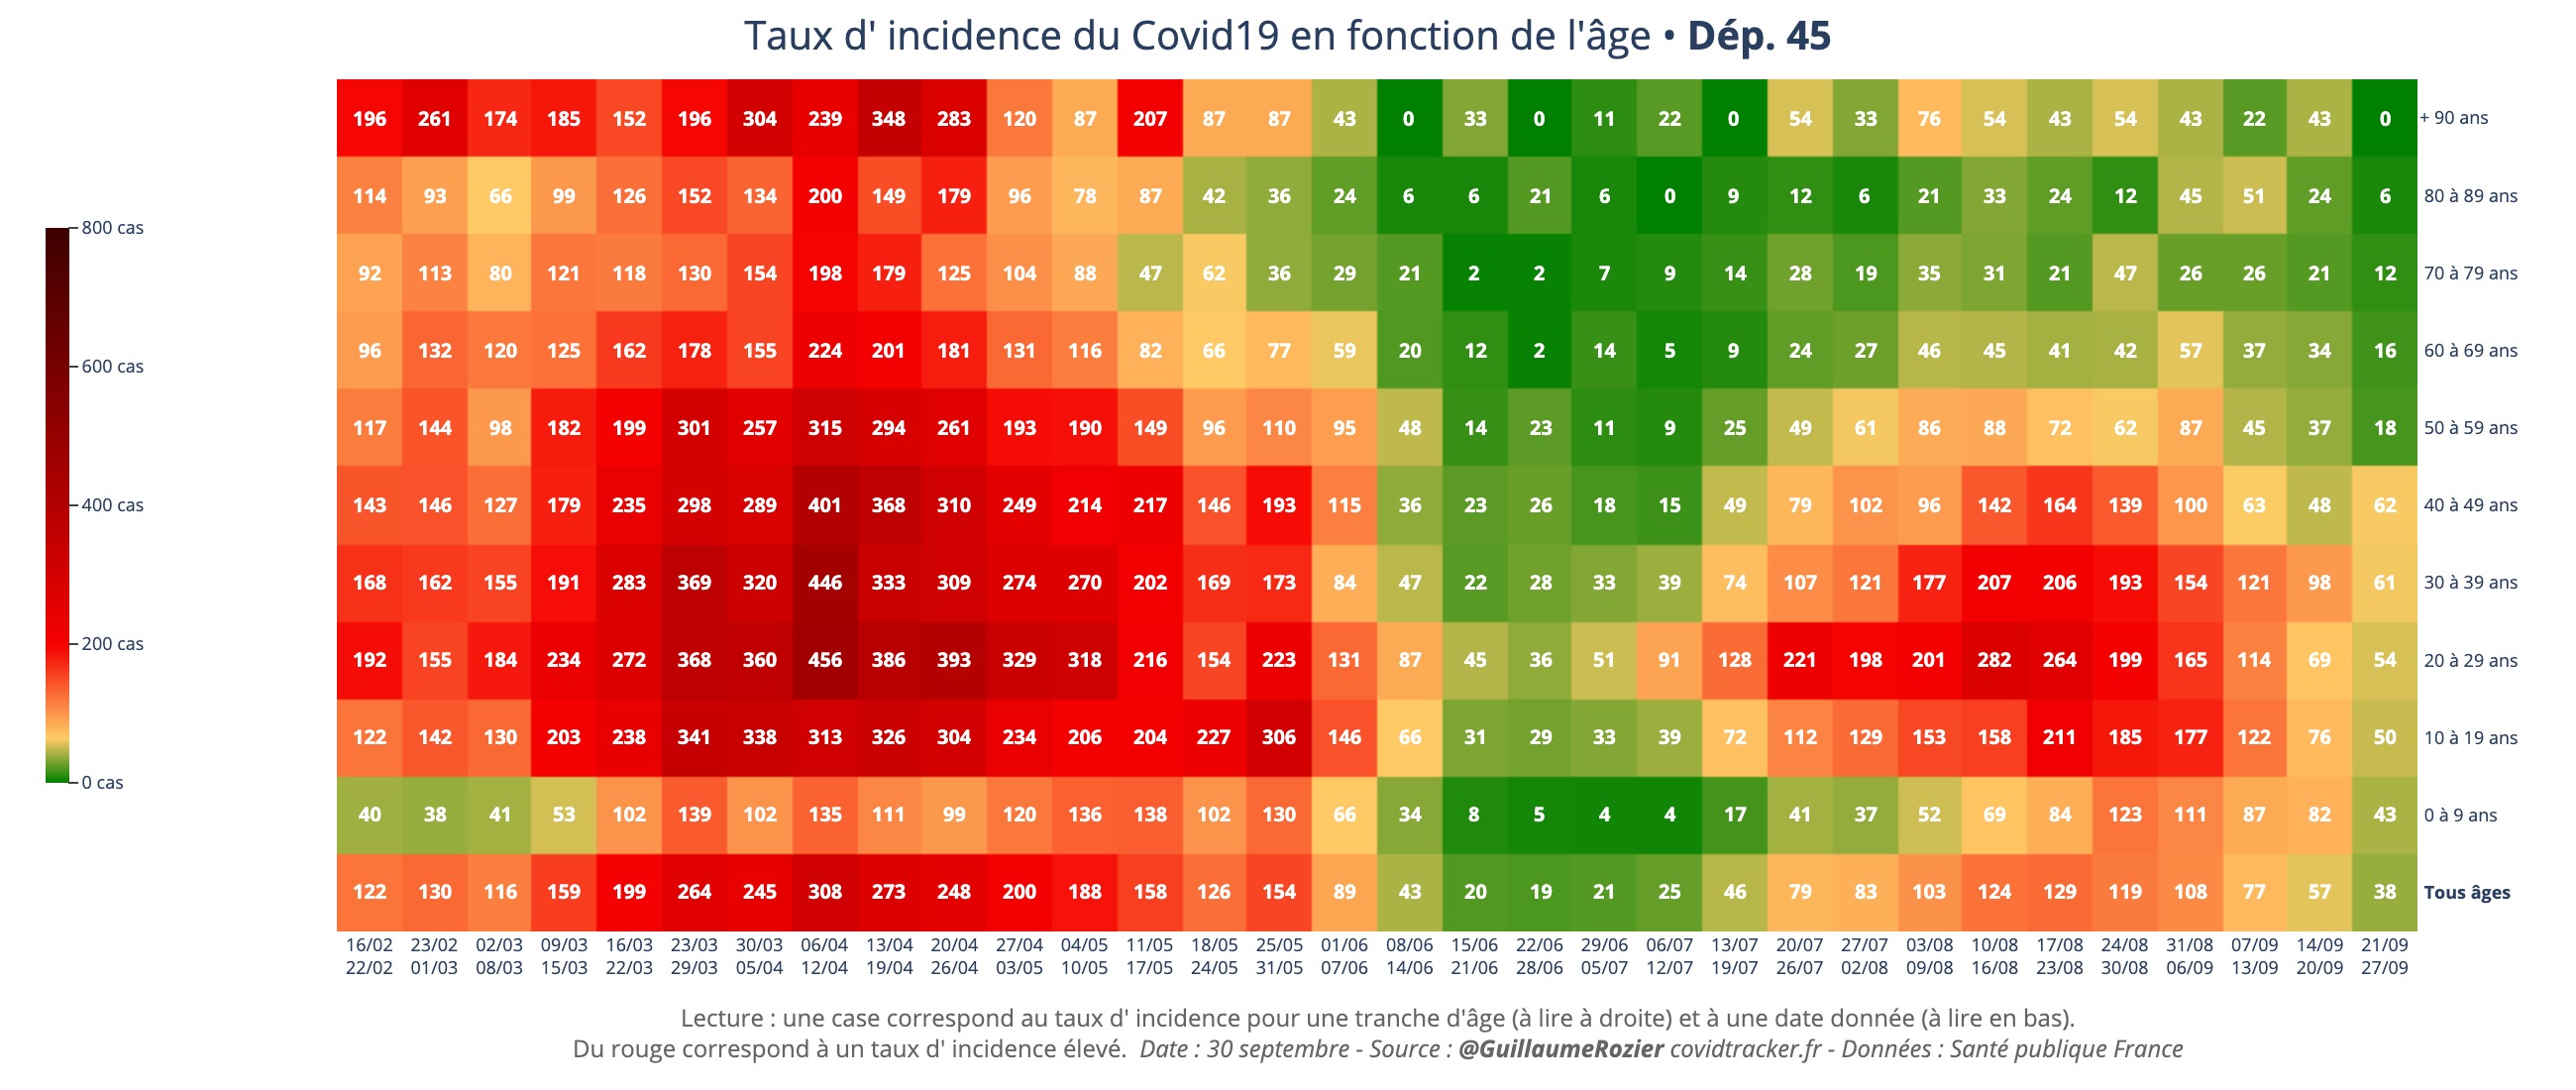 Taux d' incidence du Covid19 en fonction de l'âge • Dép. 45
800 cas
600 cas
400 cas
200 cas
0 cas
196 261 174 185 152 196 304 239 348 283 120 87 207 87 87 43 0 33 0 11 22 0 54 33 76 54 43 54 43 22 43 0 + 90 ans
114 93 66 99 126 152 134 200 149 179 96 78 87 42 36 24 6 6 21 6 0 9 12 6 21 33 24 12 45 51 24 6 80 à 89 ans
92 113 80 121 118 130 154 198 179 125 104 88 47 62 36 29 21 2 2 7 9 14 28 19 35 31 21 47 26 26 21 12 70 à 79 ans
96 132 120 125 162 178 155 224 201 181 131 116 82 66 77 59 20 12 2 14 5 9 24 27 46 45 41 42 57 37 34 16 60 à 69 ans
117 144 98 182 199 301 257 315 294 261 193 190 149 96 110 95 48 14 23 11 9 25 49 61 86 88 72 62 87 45 37 18 50 à 59 ans
143 146 127 179 235 298 289 401 368 310 249 214 217 146 193 115 36 23 26 18 15 49 79 102 96 142 164 139 100 63 48 62 40 à 49 ans
168 162 155 191 283 369 320 446 333 309 274 270 202 169 173 84 47 22 28 33 39 74 107 121 177 207 206 193 154 121 98 61 30 à 39 ans
192 155 184 234 272 368 360 456 386 393 329 318 216 154 223 131 87 45 36 51 91 128 221 198 201 282 264 199 165 114 69 54 20 à 29 ans
122 142 130 203 238 341 338 313 326 304 234 206 204 227 306 146 66 31 29 33 39 72 112 129 153 158 211 185 177 122 76 50 10 à 19 ans
40 38 41 53 102 139 102 135 111 99 120 136 138 102 130 66 34 8 5 4 4 17 41 37 52 69 84 123 111 87 82 43 0 à 9 ans
122 130 116 159 199 264 245 308 273 248 200 188 158 126 154 89 43 20 19 21 25 46 79 83 103 124 129 119 108 77 57 38 Tous âges
16/02 23/02 02/03 09/03 16/03 23/03 30/03 06/04 13/04 20/04 27/04 04/05 11/05 18/05 25/05 01/06 08/06 15/06 22/06 29/06 06/07 13/07 20/07 27/07 03/08 10/08 17/08 24/08 31/08 07/09 14/09 21/09
22/02 01/03 08/03 15/03 22/03 29/03 05/04 12/04 19/04 26/04 03/05 10/05 17/05 24/05 31/05 07/06 14/06 21/06 28/06 05/07 12/07 19/07 26/07 02/08 09/08 16/08 23/08 30/08 06/09 13/09 20/09 27/09
Lecture : une case correspond au taux d' incidence pour une tranche d'âge (à lire à droite) et à une date donnée (à lire en bas).
Du rouge correspond à un taux d' incidence élevé. Date : 30 septembre - Source : @GuillaumeRozier covidtracker.fr - Données : Santé publique France